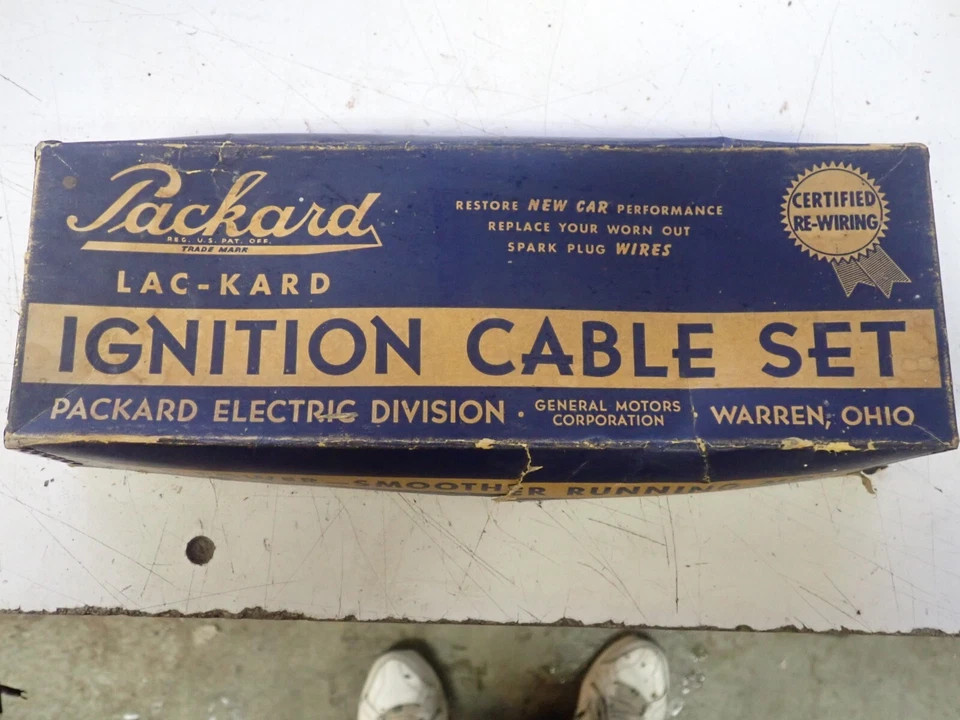 Packard
REG. U.S. PAT. OFF.
TRADE MARK
LAC-KARD
RESTORE NEW CAR PERFORMANCE
REPLACE YOUR WORN OUT
SPARK PLUG WIRES
CERTIFIED
RE-WIRING
IGNITION CABLE SET
PACKARD ELECTRIC DIVISION · GENERAL MOTORS CORPORATION · WARREN, OHIO
SMOOTHER RUNNING